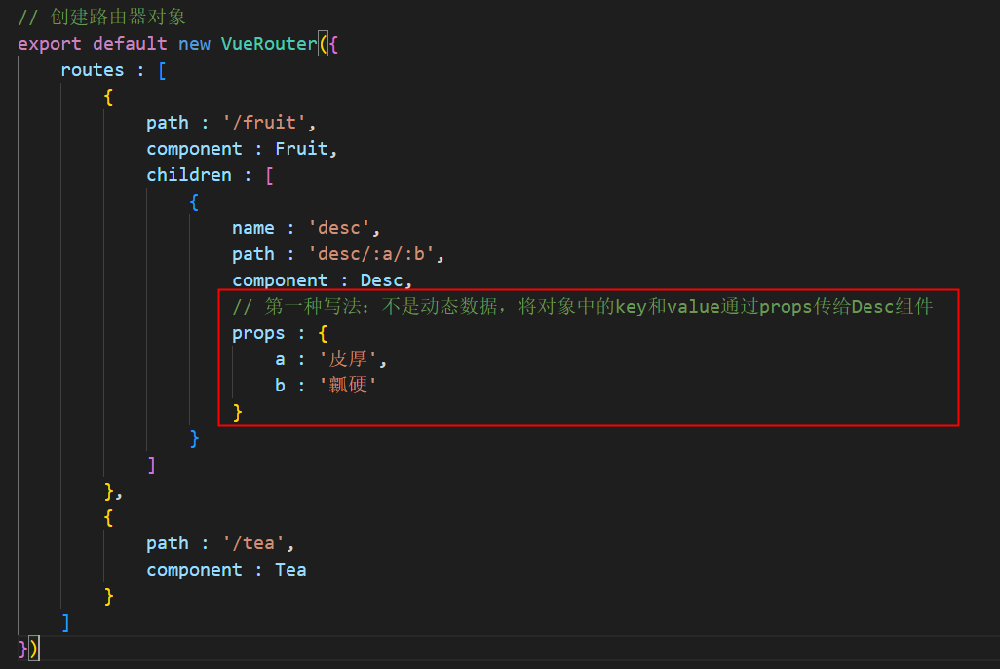 // 创建路由器对象
export default new VueRouter({
    routes : [
        {
            path : '/fruit',
            component : Fruit,
            children : [
                {
                    name : 'desc',
                    path : 'desc/:a/:b',
                    component : Desc,
                    // 第一种写法：不是动态数据，将对象中的key和value通过props传给Desc组件
                    props : {
                        a : '皮厚',
                        b : '瓤硬'
                    }
                }
            ]
        },
        {
            path : '/tea',
            component : Tea
        }
    ]
})